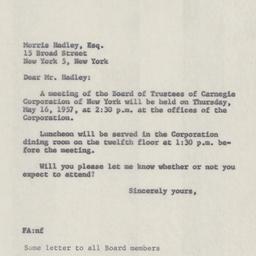 Morris Hadley, Esq.
15 Broad Street
New York 5, New York
Dear Mr. Hadley:
A meeting of the Board of Trustees of Carnegie
Corporation of New York will be held on Thursday,
May 16, 1957, at 2:30 p.m. at the offices of the
Corporation.
Luncheon will be served in the Corporation
dining room on the twelfth floor at 1:30 p.m. be-
fore the meeting.
Will you please let me know whether or not you
expect to attend?
Sincerely yours,
FA:nf
Same letter to all Board members